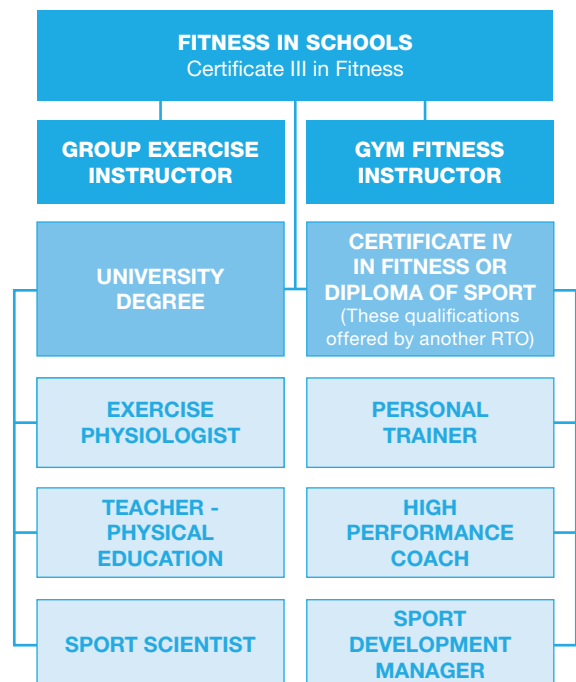 FITNESS IN SCHOOLS
Certificate III in Fitness
GROUP EXERCISE
INSTRUCTOR
GYM FITNESS
INSTRUCTOR
UNIVERSITY
DEGREE
CERTIFICATE IV
IN FITNESS OR
DIPLOMA OF SPORT
(These qualifications
offered by another RTO)
EXERCISE
PHYSIOLOGIST
PERSONAL
TRAINER
TEACHER -
PHYSICAL
EDUCATION
HIGH
PERFORMANCE
COACH
SPORT SCIENTIST
SPORT
DEVELOPMENT
MANAGER